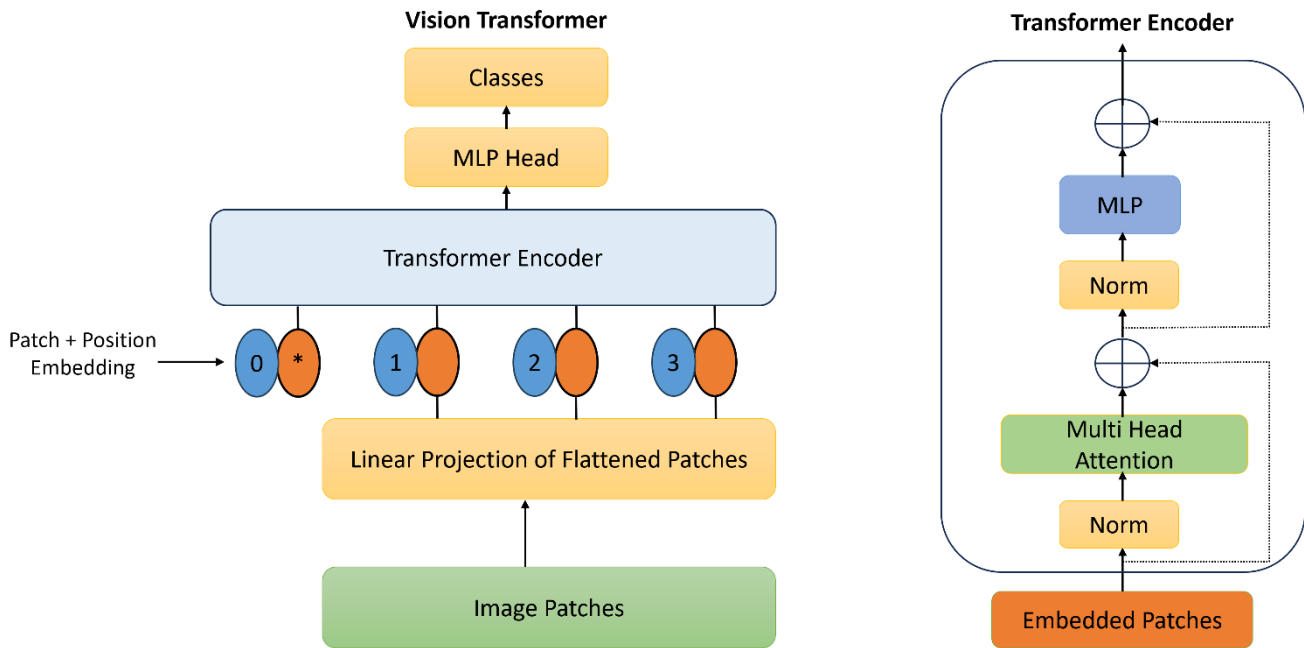 Vision Transformer
Classes
MLP Head
Transformer Encoder
Patch + Position
Embedding
0 * 1 2 3
Linear Projection of Flattened Patches
Image Patches
Transformer Encoder
MLP
Norm
Multi Head
Attention
Norm
Embedded Patches